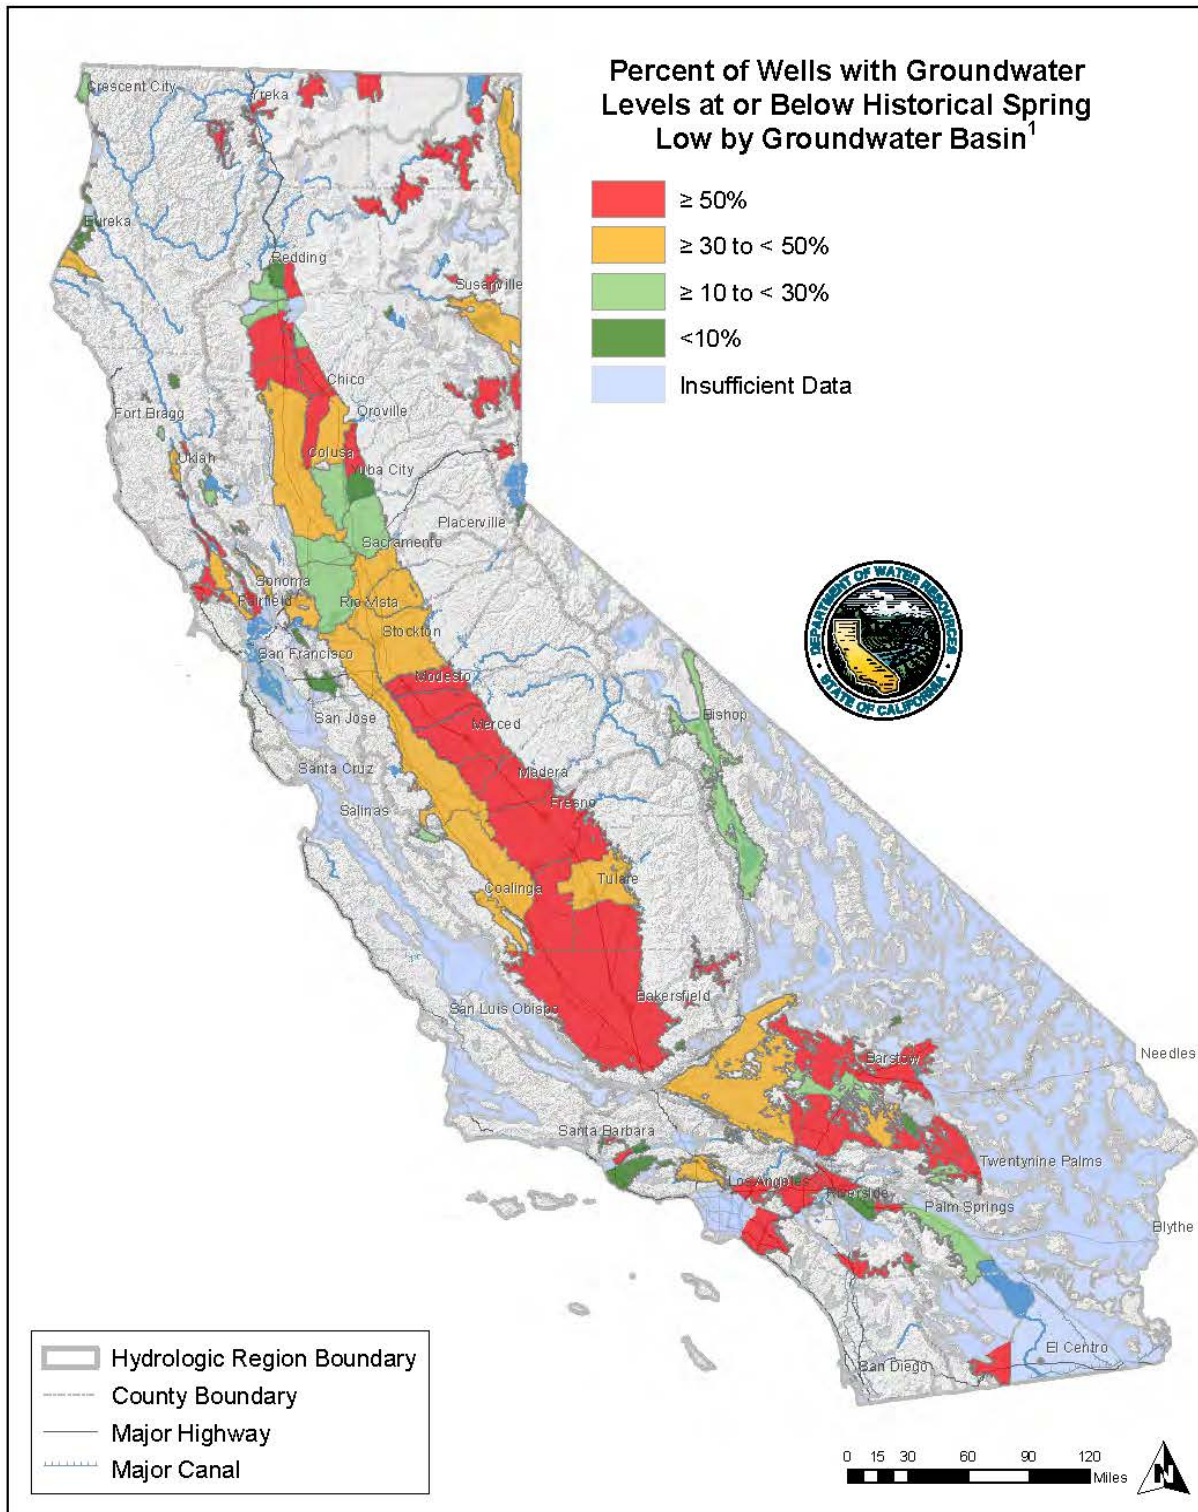 Percent of Wells with Groundwater
Levels at or Below Historical Spring
Low by Groundwater Basin1
≥ 50%
≥ 30 to < 50%
≥ 10 to < 30%
<10%
Insufficient Data
Crescent City
Yreka
Eureka
Redding
Susanville
Chico
Fort Bragg
Oroville
Ukiah
Colusa
Yuba City
Placerville
Sacramento
Sonoma
Fairfield
Rio Vista
Stockton
San Francisco
Modesto
San Jose
Merced
Bishop
Santa Cruz
Madera
Salinas
Fresno
Coalinga
Tulare
San Luis Obispo
Bakersfield
Barstow
Needles
Santa Barbara
Twentynine Palms
Los Angeles
Riverside
Palm Springs
Blythe
El Centro
San Diego
DEPARTMENT OF WATER RESOURCES
STATE OF CALIFORNIA
Hydrologic Region Boundary
County Boundary
Major Highway
Major Canal
0 15 30 60 90 120
Miles
N